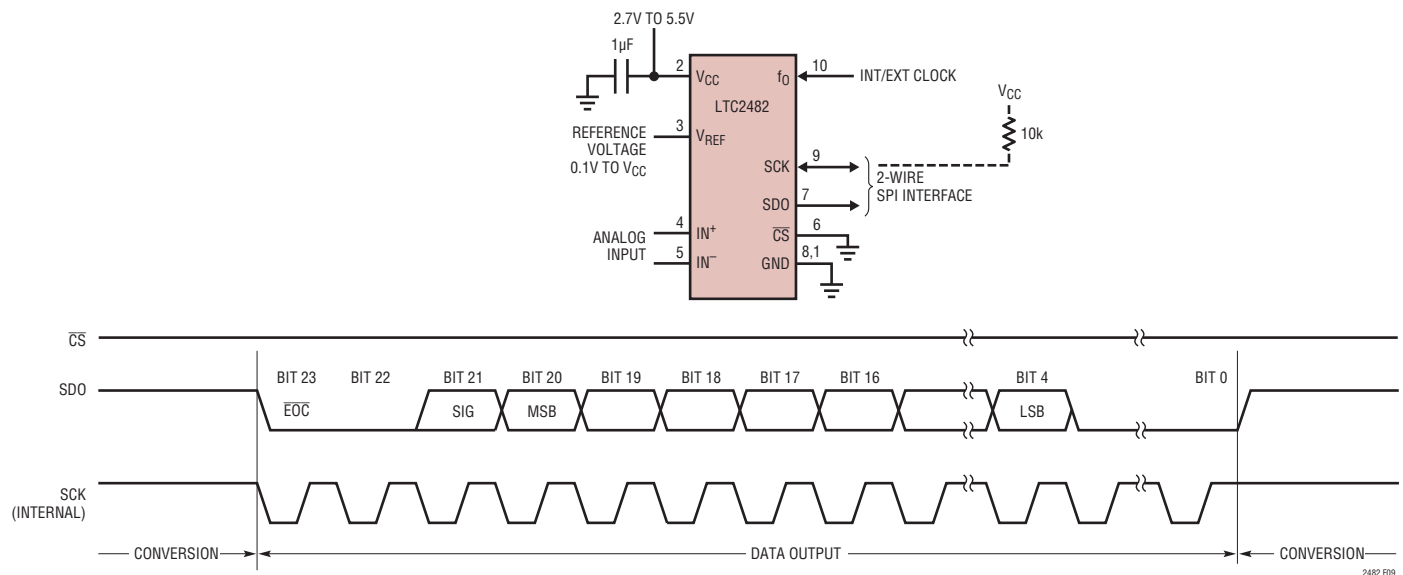 2.7V TO 5.5V
1µF
2
VCC
fO
10
INT/EXT CLOCK
LTC2482
VCC
10k
REFERENCE
VOLTAGE
0.1V TO VCC
3
VREF
SCK
9
2-WIRE
SPI INTERFACE
SDO
7
ANALOG
INPUT
4
IN+
CS
6
5
IN−
GND
8,1
CS
SDO
BIT 23
BIT 22
BIT 21
BIT 20
BIT 19
BIT 18
BIT 17
BIT 16
BIT 4
BIT 0
EOC
SIG
MSB
LSB
SCK
(INTERNAL)
CONVERSION
DATA OUTPUT
CONVERSION
2482 F09